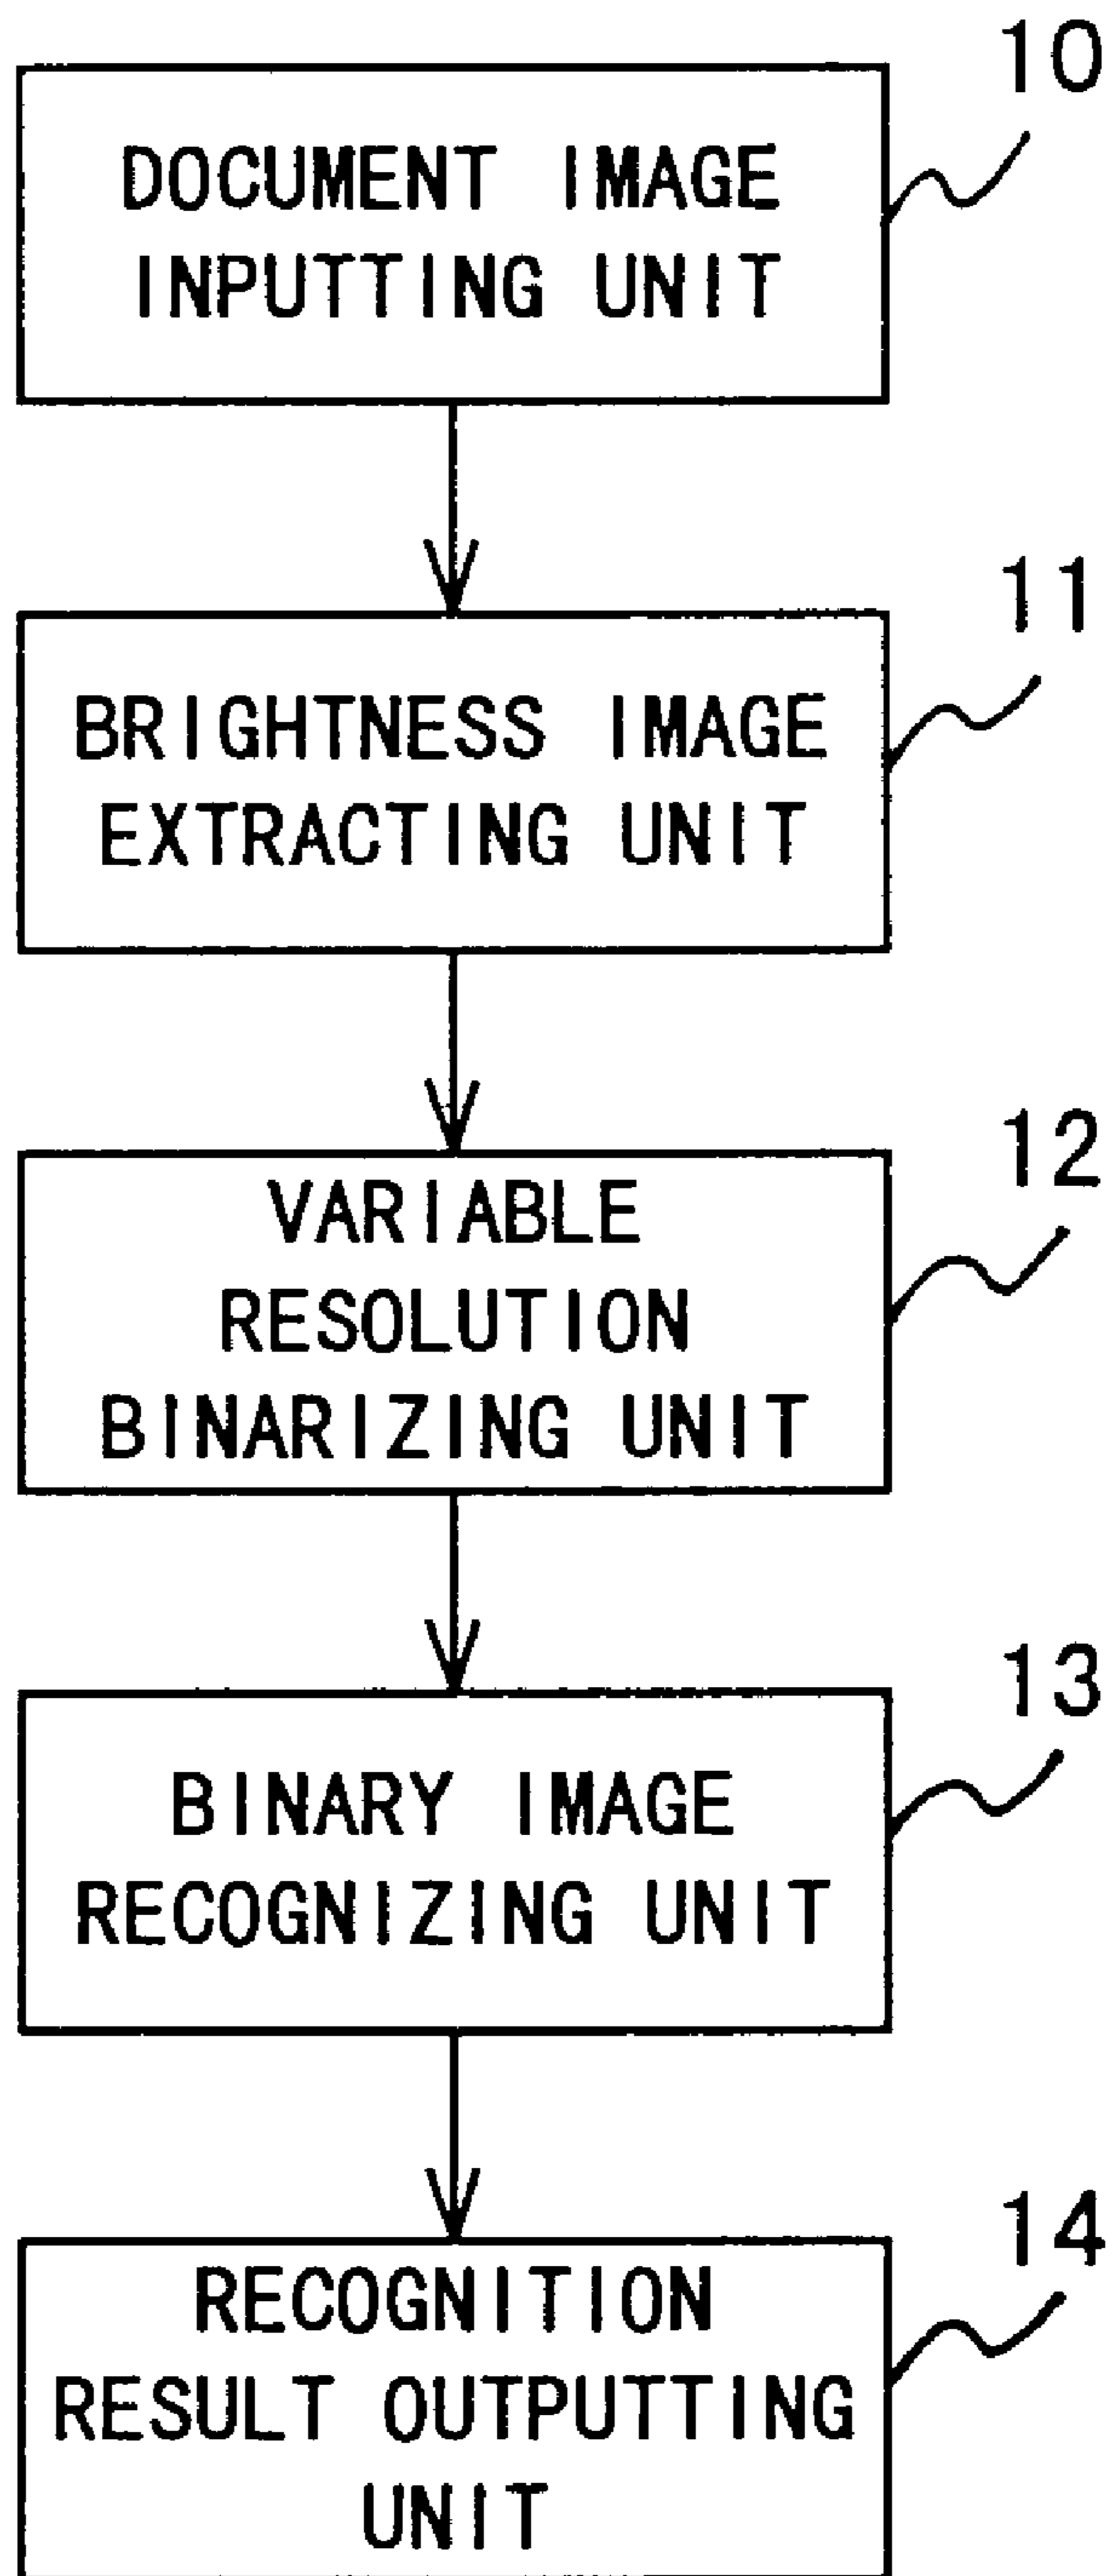 10
DOCUMENT IMAGE
INPUTTING UNIT
11
BRIGHTNESS IMAGE
EXTRACTING UNIT
12
VARIABLE
RESOLUTION
BINARIZING UNIT
13
BINARY IMAGE
RECOGNIZING UNIT
14
RECOGNITION
RESULT OUTPUTTING
UNIT